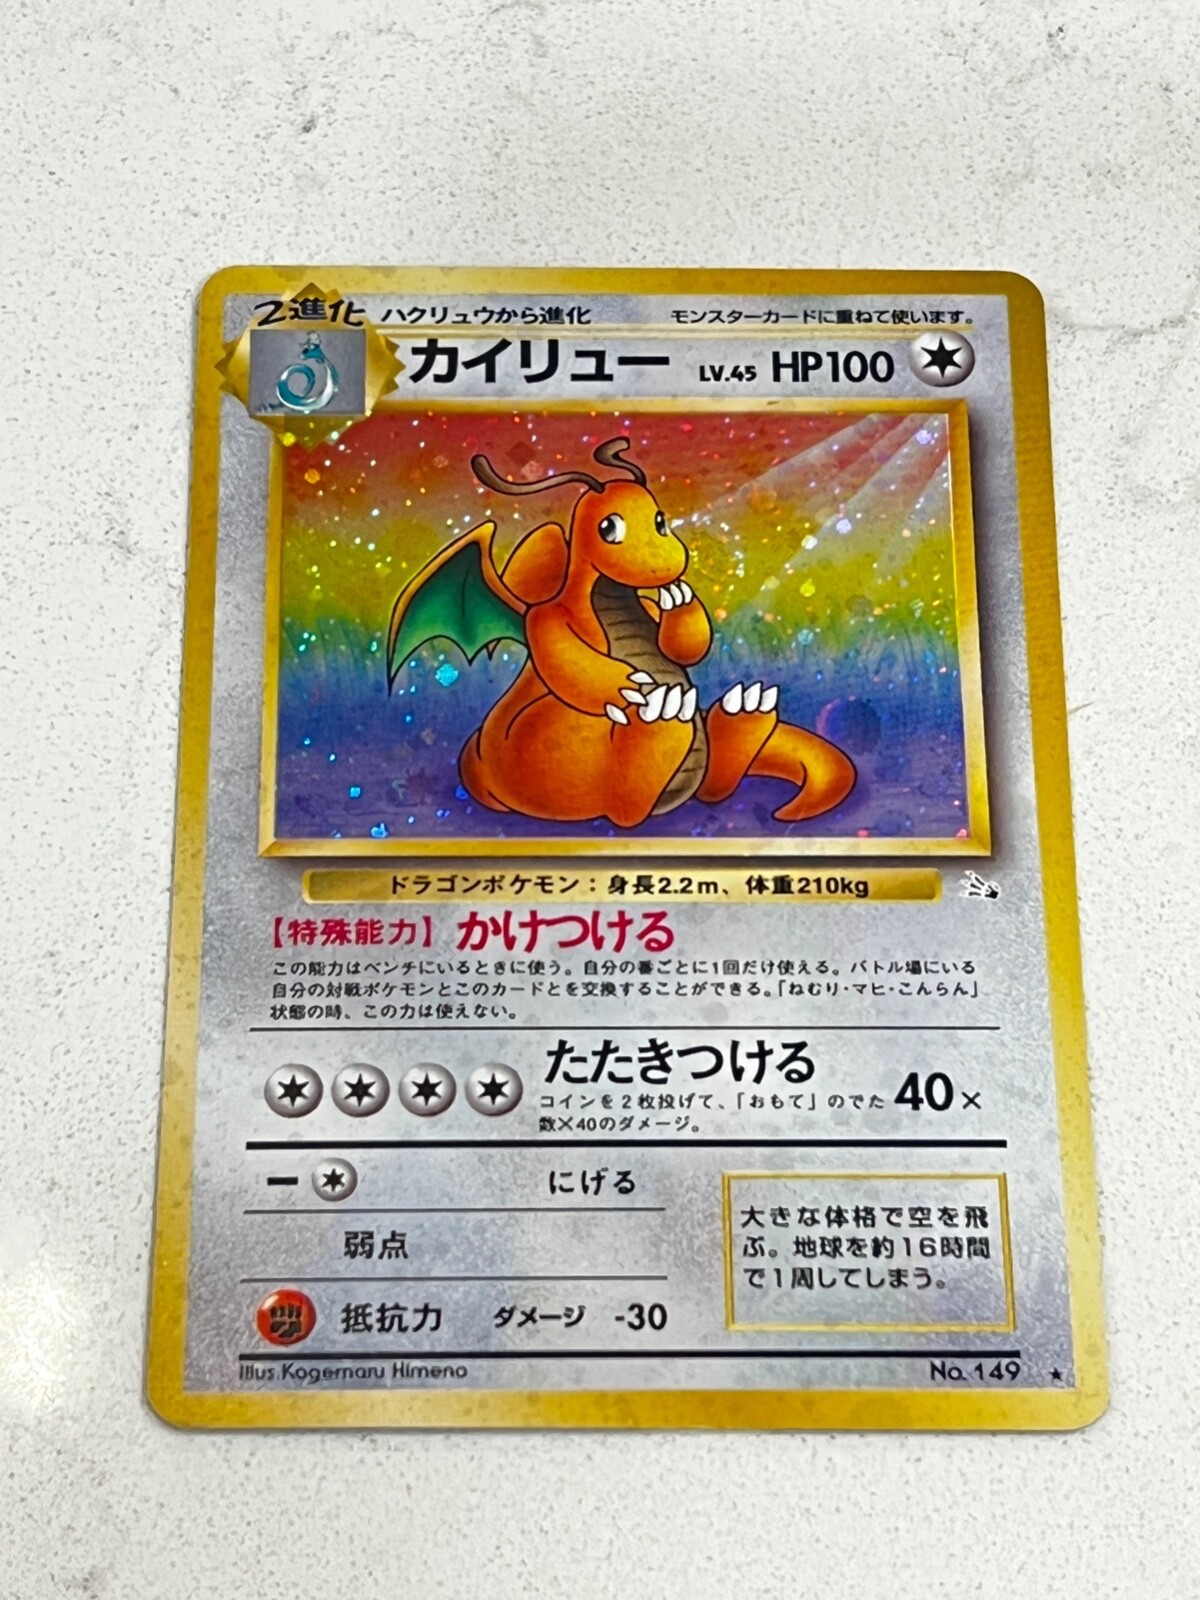 2進化 ハクリュウから進化 モンスターカードに重ねて使います。
カイリュー LV.45 HP100
ドラゴンポケモン：身長2.2m、体重210kg
【特殊能力】 かけつける
この能力はベンチにいるときに使う。自分の番ごとに1回だけ使える。バトル場にいる
自分の対戦ポケモンとこのカードとを交換することができる。「ねむり・マヒ・こんらん」
状態の時、この力は使えない。
たたきつける
コインを2枚投げて、「おもて」のでた
数×40のダメージ。
40×
ー にげる
弱点
抵抗力 ダメージ -30
大きな体格で空を飛
ぶ。地球を約16時間
で1周してしまう。
Illus.Kagemaru Himeno
No. 149 ★